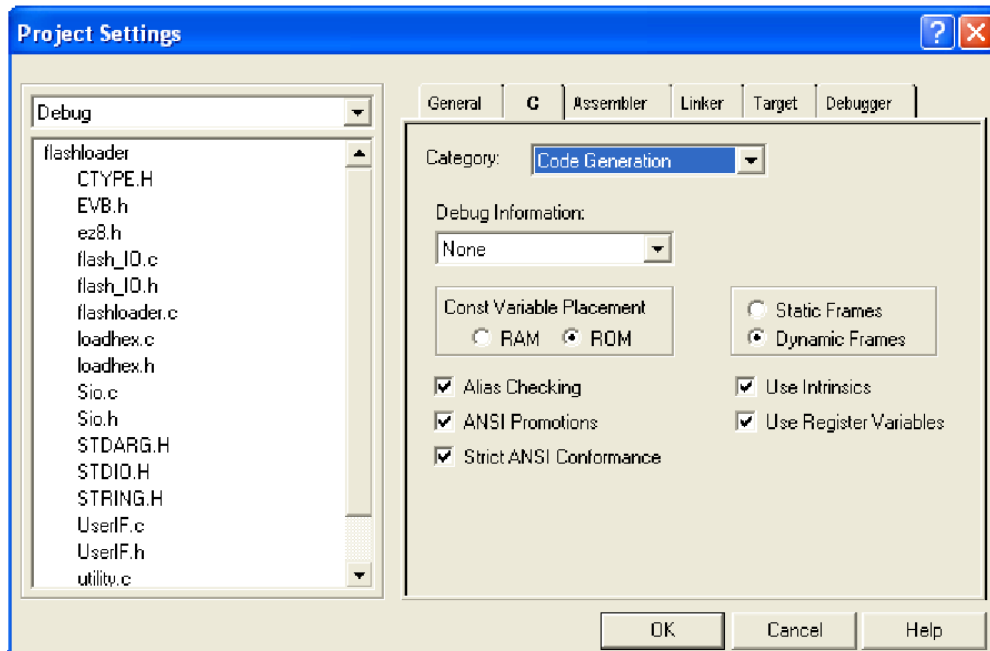 Project Settings
Debug
flashloader
CTYPE.H
EVB.h
ez8.h
flash_IO.c
flash_IO.h
flashloader.c
loadhex.c
loadhex.h
Sio.c
Sio.h
STDARG.H
STDIO.H
STRING.H
UserIF.c
UserIF.h
utility.c
General C Assembler Linker Target Debugger
Category: Code Generation
Debug Information:
None
Const Variable Placement
RAM ROM
Static Frames
Dynamic Frames
Alias Checking
ANSI Promotions
Strict ANSI Conformance
Use Intrinsics
Use Register Variables
OK Cancel Help